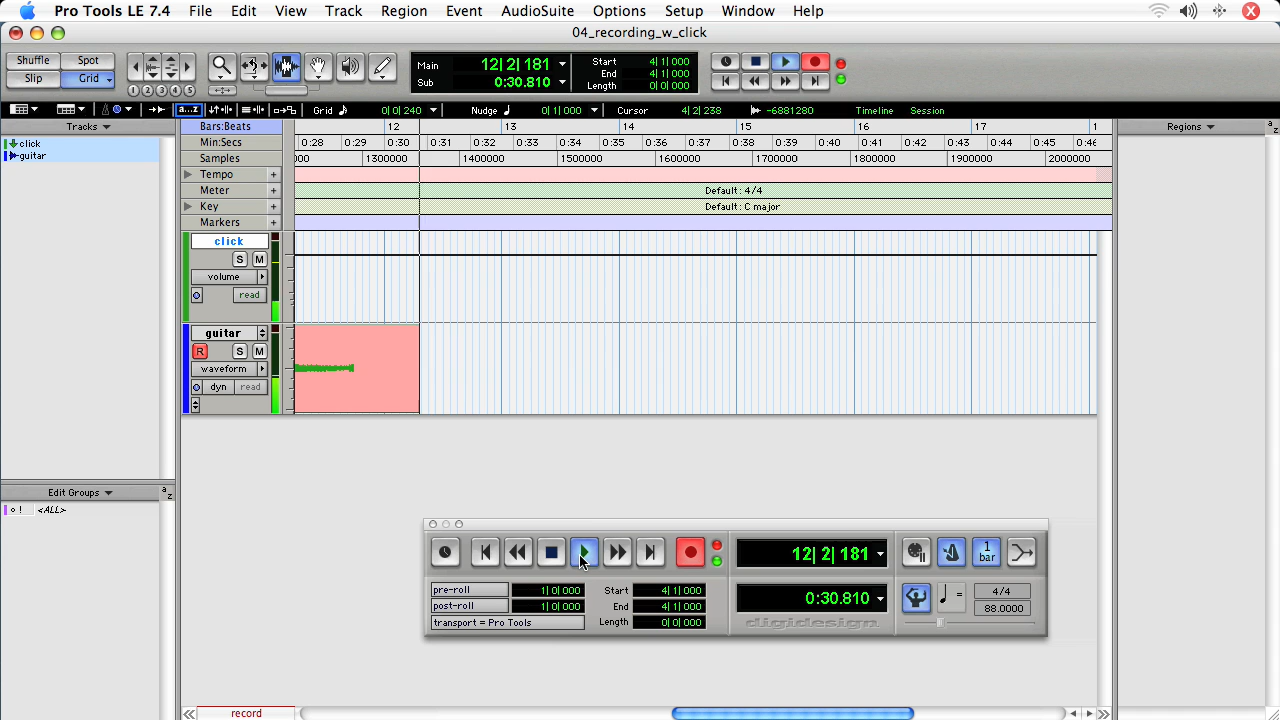 Pro Tools LE 7.4 File Edit View Track Region Event AudioSuite Options Setup Window Help
04_recording_w_click
Shuffle Spot
Slip Grid
1 2 3 4 5
Main 12| 2| 181
Sub 0:30.810
Start 4| 1| 000
End 4| 1| 000
Length 0| 0| 000
a...z Grid 0| 0| 240 Nudge 0| 1| 000 Cursor 4| 2| 238 -6881280 Timeline Session
Tracks
click
guitar
Bars:Beats 12 13 14 15 16 17 1
Min:Secs 0:28 0:29 0:30 0:31 0:32 0:33 0:34 0:35 0:36 0:37 0:38 0:39 0:40 0:41 0:42 0:43 0:44 0:45 0:46
Samples 00 1300000 1400000 1500000 1600000 1700000 1800000 1900000 2000000
Tempo +
Meter + Default: 4/4
Key + Default: C major
Markers +
Regions
a z
click
S M
volume
read
guitar
R S M
waveform
dyn read
Edit Groups a z
o ! <ALL>
12| 2| 181 1 bar
pre-roll 1| 0| 000 Start 4| 1| 000
post-roll 1| 0| 000 End 4| 1| 000
transport = Pro Tools Length 0| 0| 000
0:30.810
digidesign
= 4/4
88.0000
record